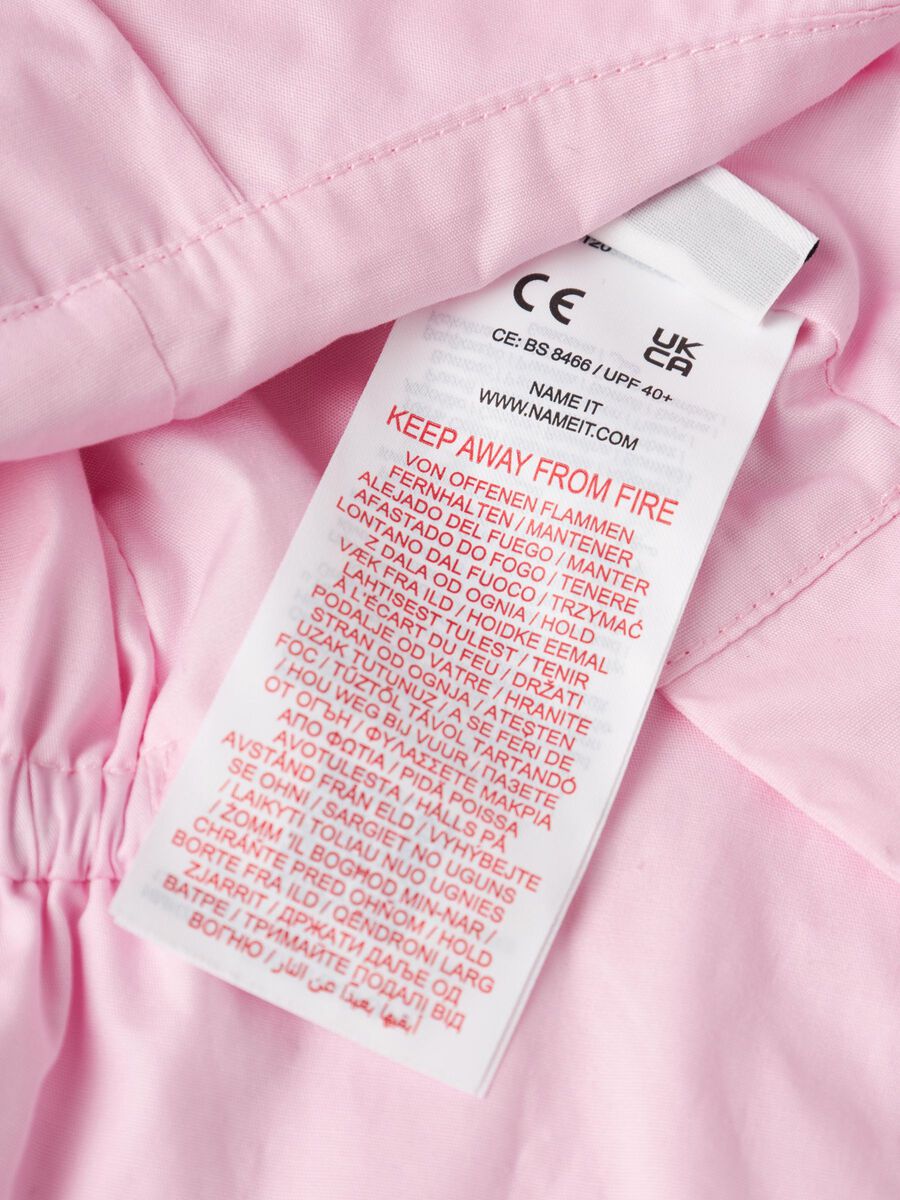 CE
UK
CA
CE: BS 8466 / UPF 40+
NAME IT
WWW.NAMEIT.COM
KEEP AWAY FROM FIRE
VON OFFENEN FLAMMEN
FERNHALTEN / MANTENER
ALEJADO DEL FUEGO / MANTER
AFASTADO DO FOGO / TENERE
LONTANO DAL FUOCO / TRZYMAĆ
Z DALA OD OGNIA / HOLD
VÆK FRA ILD / HOIDKE EEMAL
LAHTISEST TULEST / TENIR
À L'ÉCART DU FEU / DRŽATI
PODALJE OD VATRE / HRANITE
STRAN OD OGNJA / ATEŞTEN
UZAK TUTUNUZ / A SE FERI DE
FOC / TŰZTŐL TÁVOL TARTANDÓ
/ HOU WEG BIJ VUUR / ПАЗЕТЕ
ОТ ОГЪН / ΦΥΛΑΣΣΕΤΕ ΜΑΚΡΙΑ
ΑΠΟ ΦΩΤΙΑ / PIDÄ POISSA
AVOTULESTA / HÅLLS PÅ
AVSTÅND FRÅN ELD / VYHÝBEJTE
SE OHNI / SARGIET NO UGUNS
/ LAIKYTI TOLIAU NUO UGNIES
/ ŻOMM 'IL BOGĦOD MIN-NAR /
CHRÁŇTE PRED OHŇOM / HOLD
BORTE FRA ILD / QËNDRONI LARG
ZJARRIT / ДРЖАТИ ДАЉЕ ОД
ВАТРЕ / ТРИМАЙТЕ ПОДАЛІ ВІД
ВОГНЮ / أبقها بعيدًا عن النار